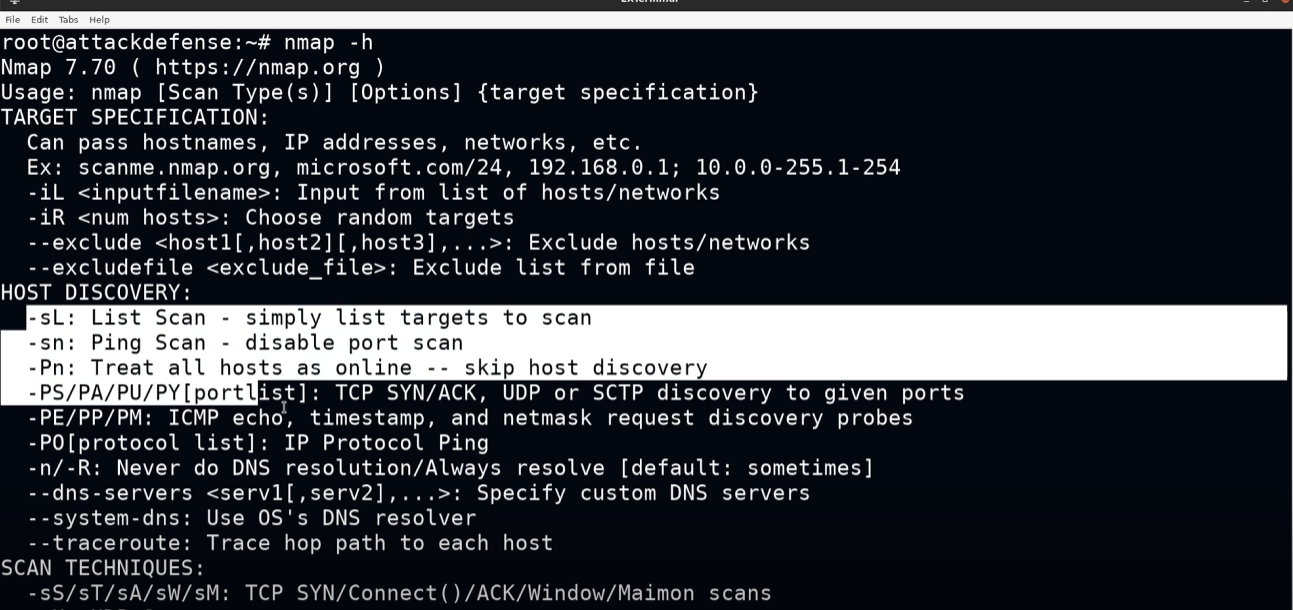 File Edit Tabs Help
root@attackdefense:~# nmap -h
Nmap 7.70 ( https://nmap.org )
Usage: nmap [Scan Type(s)] [Options] {target specification}
TARGET SPECIFICATION:
  Can pass hostnames, IP addresses, networks, etc.
  Ex: scanme.nmap.org, microsoft.com/24, 192.168.0.1; 10.0.0-255.1-254
  -iL <inputfilename>: Input from list of hosts/networks
  -iR <num hosts>: Choose random targets
  --exclude <host1[,host2][,host3],...>: Exclude hosts/networks
  --excludefile <exclude_file>: Exclude list from file
HOST DISCOVERY:
  -sL: List Scan - simply list targets to scan
  -sn: Ping Scan - disable port scan
  -Pn: Treat all hosts as online -- skip host discovery
  -PS/PA/PU/PY[portlist]: TCP SYN/ACK, UDP or SCTP discovery to given ports
  -PE/PP/PM: ICMP echo, timestamp, and netmask request discovery probes
  -PO[protocol list]: IP Protocol Ping
  -n/-R: Never do DNS resolution/Always resolve [default: sometimes]
  --dns-servers <serv1[,serv2],...>: Specify custom DNS servers
  --system-dns: Use OS's DNS resolver
  --traceroute: Trace hop path to each host
SCAN TECHNIQUES:
  -sS/sT/sA/sW/sM: TCP SYN/Connect()/ACK/Window/Maimon scans